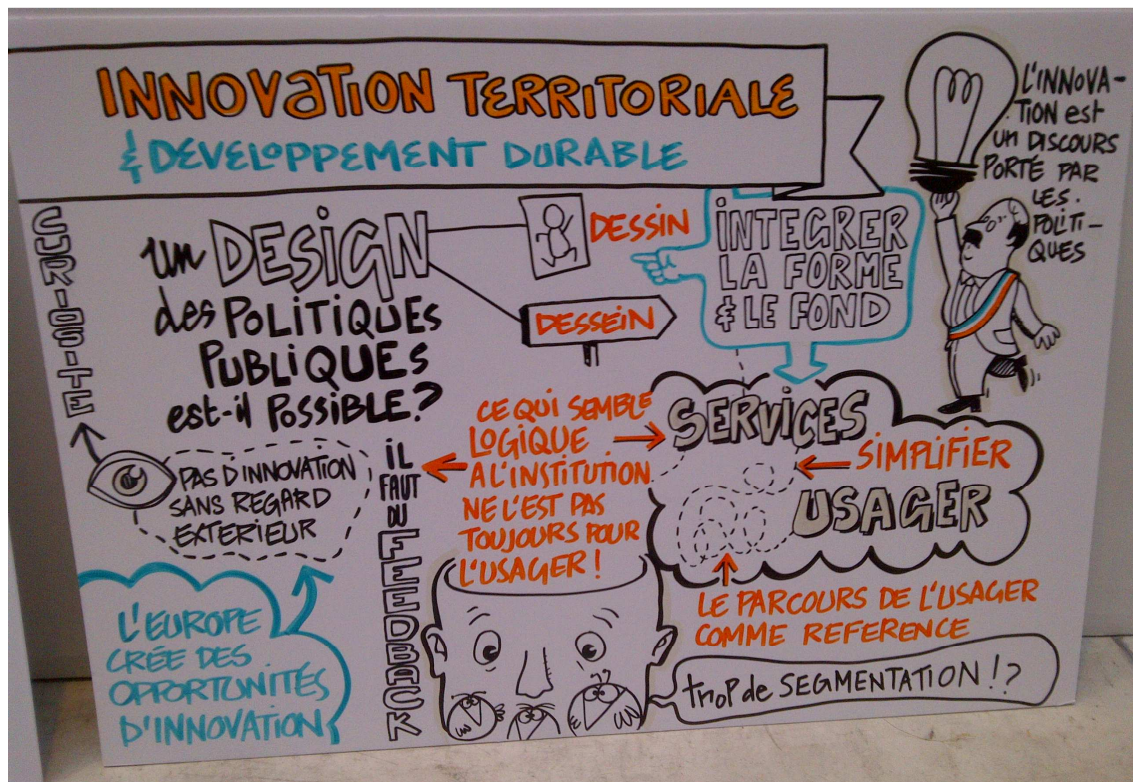 INNOVATION TERRITORIALE
& DEVELOPPEMENT DURABLE
L'INNOVA-
TION est
un DISCOURS
PORTÉ PAR
LES
POLITI-
QUES
CURIOSITE
un DESIGN
des POLITIQUES
PUBLIQUES
est-il POSSIBLE?
DESSIN
DESSEIN
INTEGRER
LA FORME
& LE FOND
PAS D'INNOVATION
SANS REGARD
EXTERIEUR
L'EUROPE
CRÉE DES
OPPORTUNITÉS
D'INNOVATION
iL
FAUT
DU
FEEDBACK
CE QUI SEMBLE
LOGIQUE
A L'INSTITUTION
NE L'EST PAS
TOUJOURS POUR
L'USAGER !
SERVICES
SIMPLIFIER
USAGER
LE PARCOURS DE L'USAGER
COMME REFERENCE
trop de SEGMENTATION !?